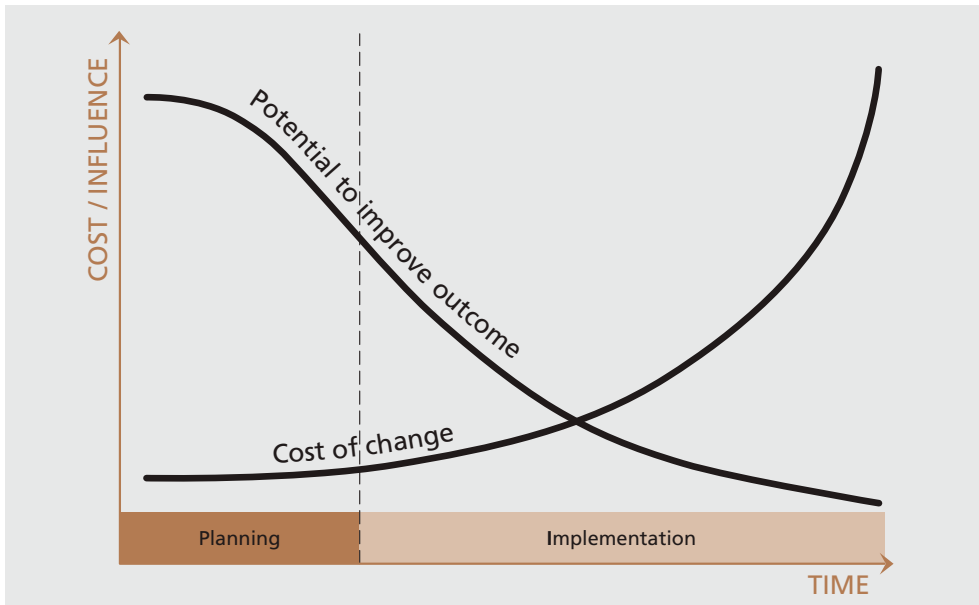 COST / INFLUENCE
Potential to improve outcome
Cost of change
Planning
Implementation
TIME